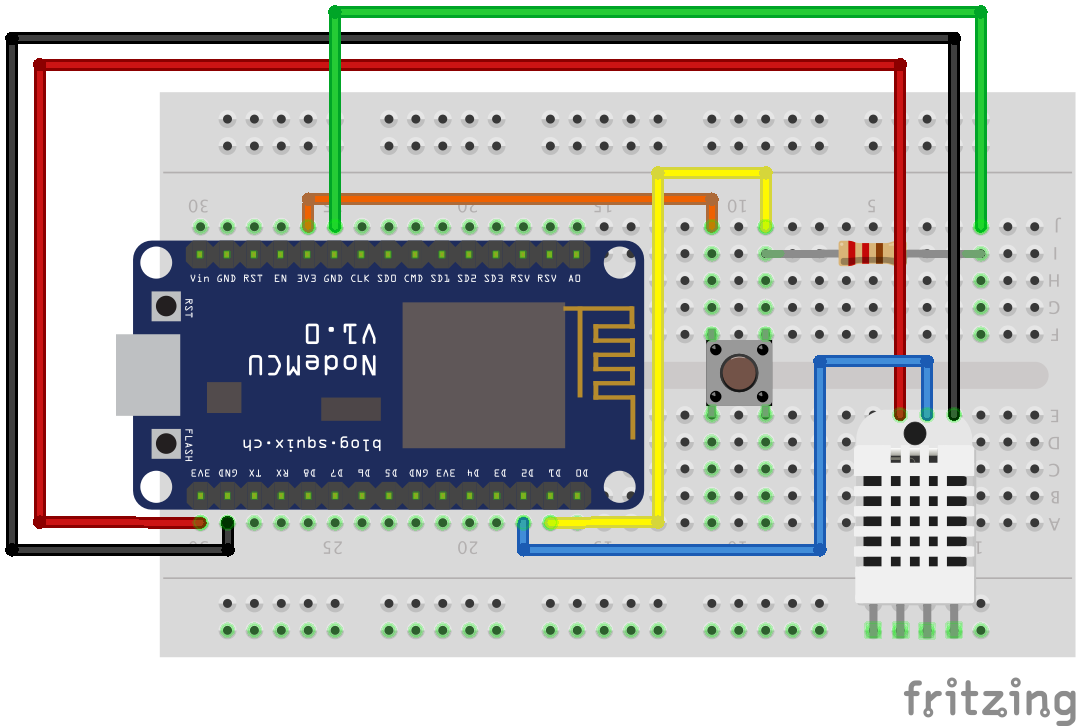 30
20
15
10
5
J
Vin GND RST EN 3V3 GND CLK SDO CMD SD1 SD2 SD3 RSV RSV AO
I
H
RST
G
V1.0
F
NodeMCU
E
FLASH
blog.squix.ch
D
C
3V3 GND TX RX D8 D7 D6 D5 GND 3V3 D4 D3 D2 D1 D0
B
A
25
20
fritzing